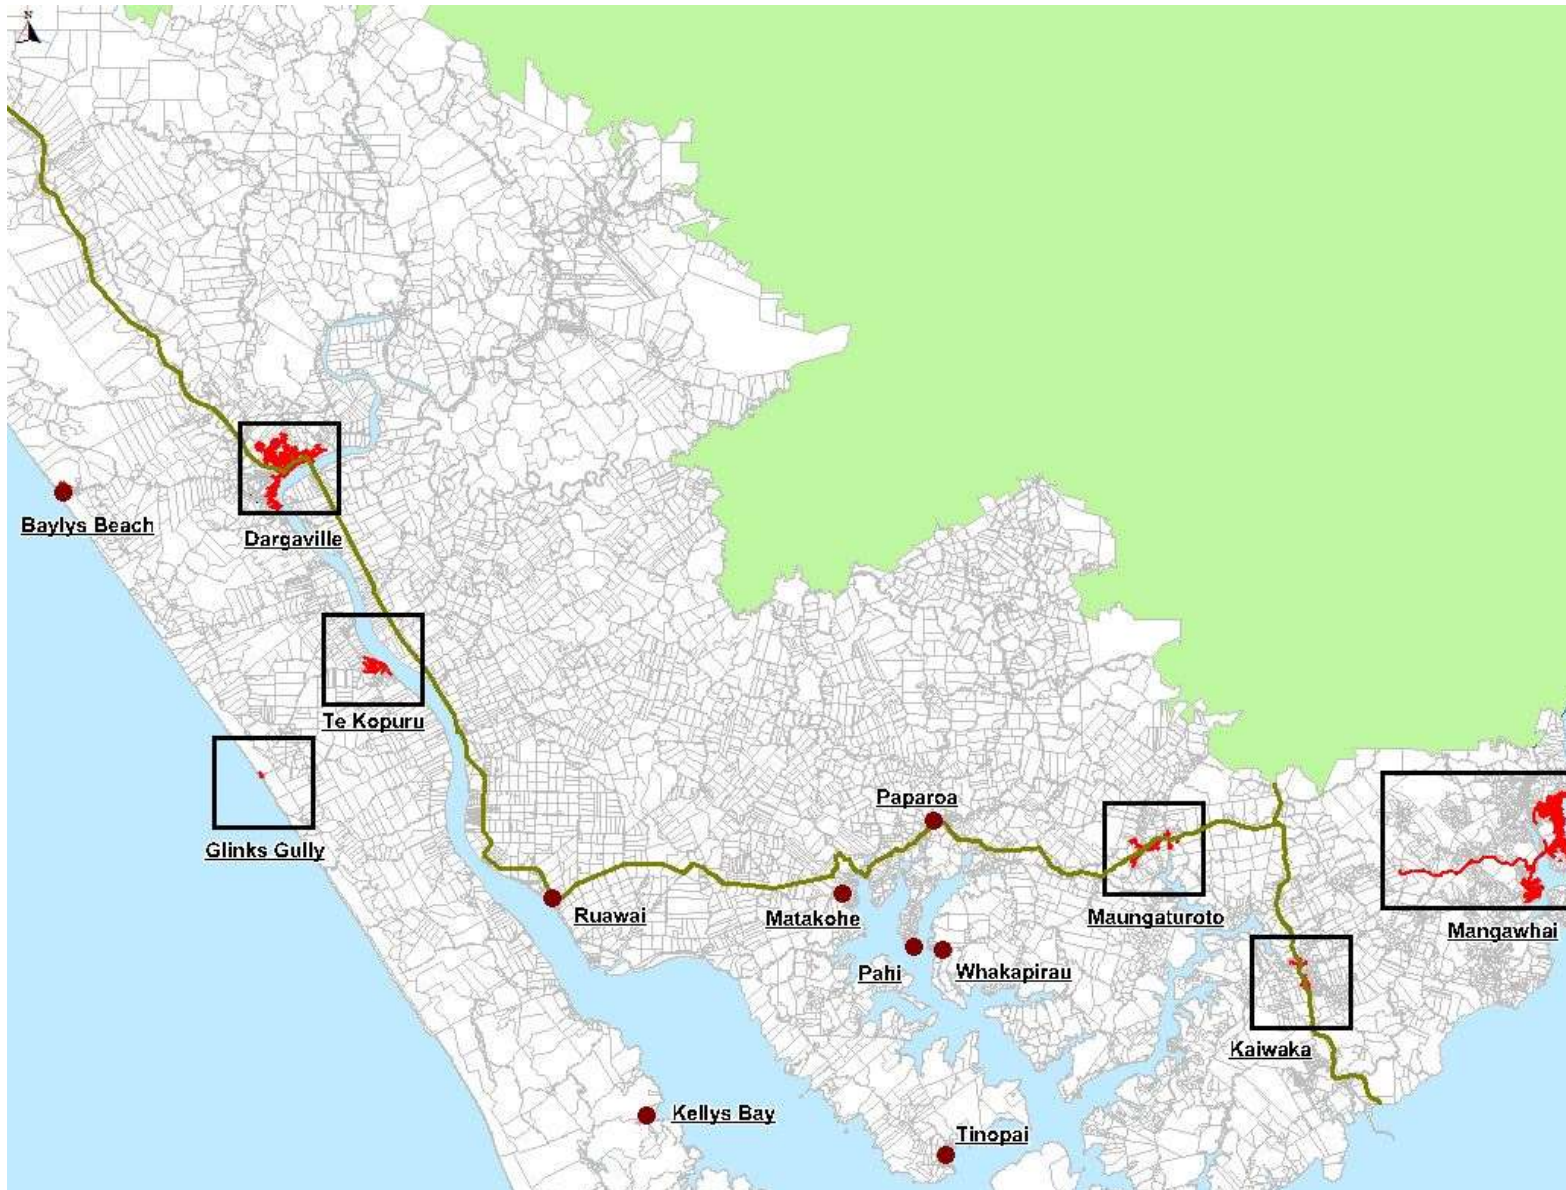 N
Baylys Beach
Dargaville
Te Kopuru
Glinks Gully
Paparoa
Ruawai
Matakohe
Maungaturoto
Mangawhai
Pahi
Whakapirau
Kaiwaka
Kellys Bay
Tinopai